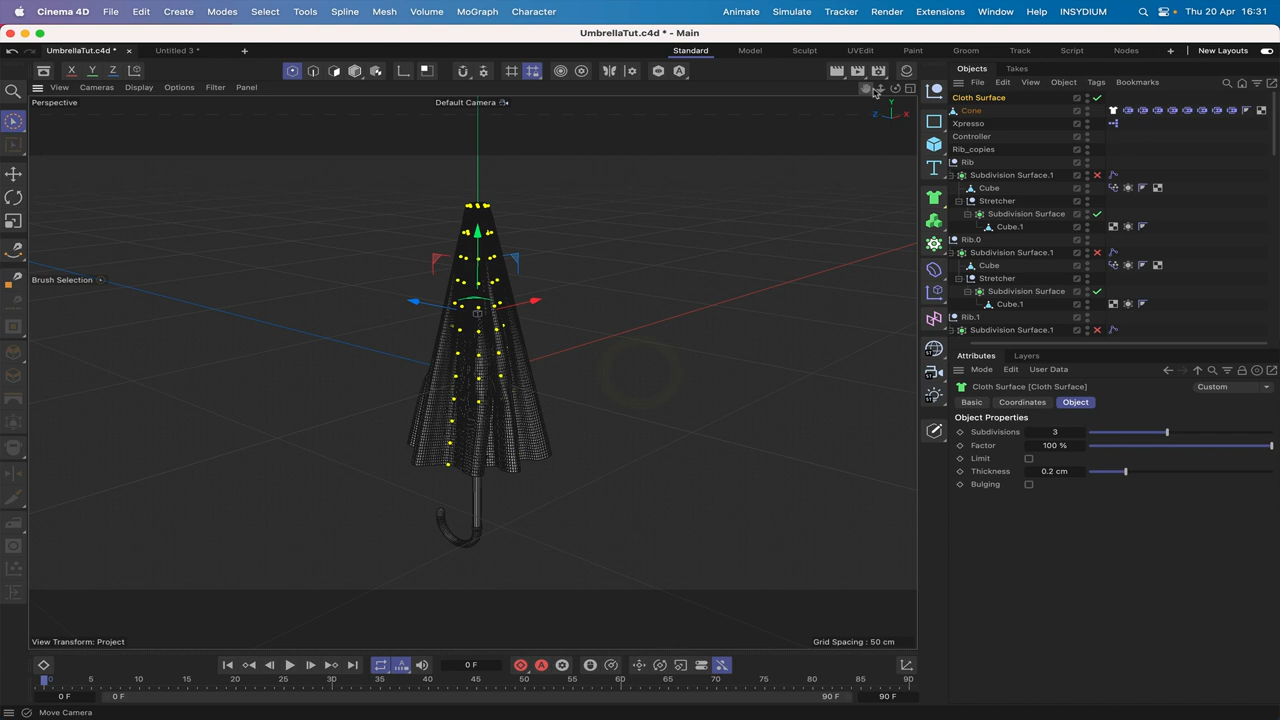 Cinema 4D File Edit Create Modes Select Tools Spline Mesh Volume MoGraph Character Animate Simulate Tracker Render Extensions Window Help INSYDIUM Thu 20 Apr 16:31
UmbrellaTut.c4d * - Main
UmbrellaTut.c4d * Untitled 3 * Standard Model Sculpt UVEdit Paint Groom Track Script Nodes New Layouts
X Y Z
Objects Takes
View Cameras Display Options Filter Panel
File Edit View Object Tags Bookmarks
Perspective Default Camera
Cloth Surface
Cone
Xpresso
Controller
Rib_copies
Rib
Subdivision Surface.1
Cube
Stretcher
Subdivision Surface
Cube.1
Rib.0
Subdivision Surface.1
Cube
Stretcher
Subdivision Surface
Cube.1
Rib.1
Subdivision Surface.1
Y
Z X
Brush Selection
Attributes Layers
Mode Edit User Data
Cloth Surface [Cloth Surface] Custom
Basic Coordinates Object
Object Properties
Subdivisions 3
Factor 100 %
Limit
Thickness 0.2 cm
Bulging
View Transform: Project Grid Spacing : 50 cm
0 F
0 5 10 15 20 25 30 35 40 45 50 55 60 65 70 75 80 85 90
0 F 0 F 90 F 90 F
Move Camera